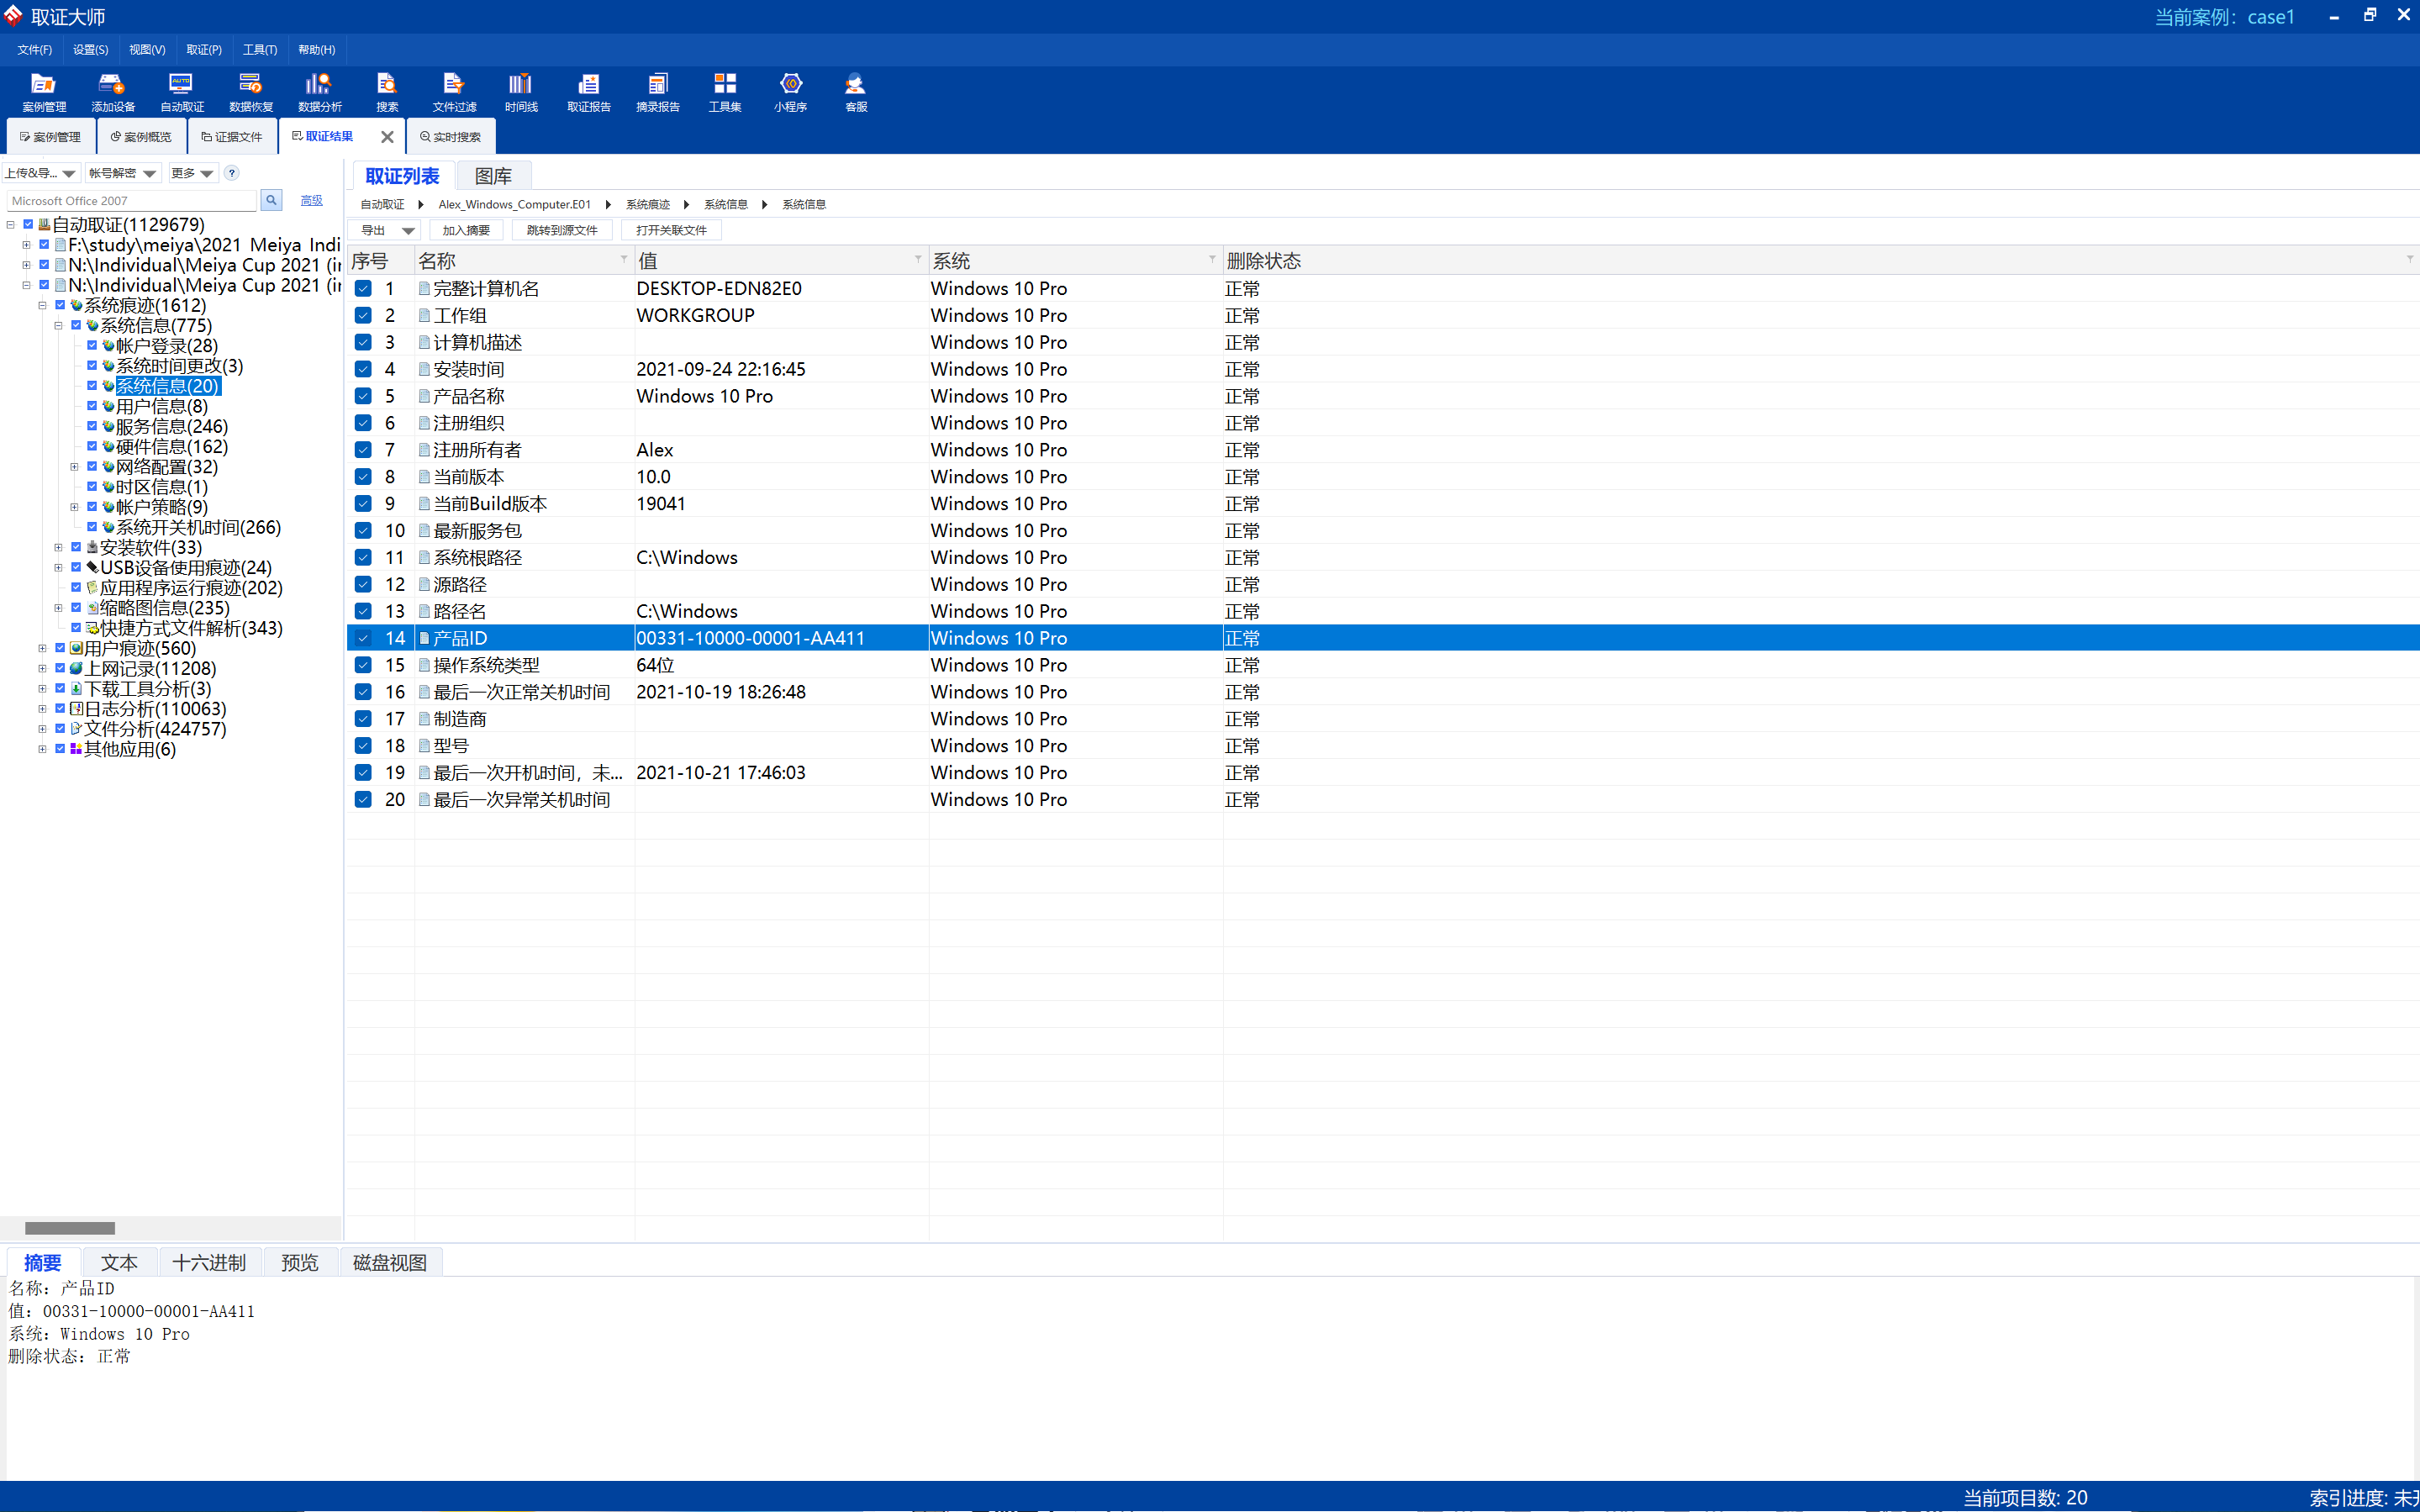 取证大师
当前案例：case1
文件(F) 设置(S) 视图(V) 取证(P) 工具(T) 帮助(H)
案例管理 添加设备 自动取证 数据恢复 数据分析 搜索 文件过滤 时间线 取证报告 摘录报告 工具集 小程序 客服
案例管理 案例概览 证据文件 取证结果 实时搜索
上传&导... 帐号解密 更多 ?
Microsoft Office 2007 高级
自动取证(1129679)
F:\study\meiya\2021_Meiya_Indi
N:\Individual\Meiya Cup 2021 (ir
N:\Individual\Meiya Cup 2021 (ir
系统痕迹(1612)
系统信息(775)
帐户登录(28)
系统时间更改(3)
系统信息(20)
用户信息(8)
服务信息(246)
硬件信息(162)
网络配置(32)
时区信息(1)
帐户策略(9)
系统开关机时间(266)
安装软件(33)
USB设备使用痕迹(24)
应用程序运行痕迹(202)
缩略图信息(235)
快捷方式文件解析(343)
用户痕迹(560)
上网记录(11208)
下载工具分析(3)
日志分析(110063)
文件分析(424757)
其他应用(6)
取证列表 图库
自动取证 Alex_Windows_Computer.E01 系统痕迹 系统信息 系统信息
导出 加入摘要 跳转到源文件 打开关联文件
序号 名称 值 系统 删除状态
1 完整计算机名 DESKTOP-EDN82E0 Windows 10 Pro 正常
2 工作组 WORKGROUP Windows 10 Pro 正常
3 计算机描述 Windows 10 Pro 正常
4 安装时间 2021-09-24 22:16:45 Windows 10 Pro 正常
5 产品名称 Windows 10 Pro Windows 10 Pro 正常
6 注册组织 Windows 10 Pro 正常
7 注册所有者 Alex Windows 10 Pro 正常
8 当前版本 10.0 Windows 10 Pro 正常
9 当前Build版本 19041 Windows 10 Pro 正常
10 最新服务包 Windows 10 Pro 正常
11 系统根路径 C:\Windows Windows 10 Pro 正常
12 源路径 Windows 10 Pro 正常
13 路径名 C:\Windows Windows 10 Pro 正常
14 产品ID 00331-10000-00001-AA411 Windows 10 Pro 正常
15 操作系统类型 64位 Windows 10 Pro 正常
16 最后一次正常关机时间 2021-10-19 18:26:48 Windows 10 Pro 正常
17 制造商 Windows 10 Pro 正常
18 型号 Windows 10 Pro 正常
19 最后一次开机时间，未... 2021-10-21 17:46:03 Windows 10 Pro 正常
20 最后一次异常关机时间 Windows 10 Pro 正常
摘要 文本 十六进制 预览 磁盘视图
名称：产品ID
值：00331-10000-00001-AA411
系统：Windows 10 Pro
删除状态：正常
当前项目数: 20 索引进度: 未